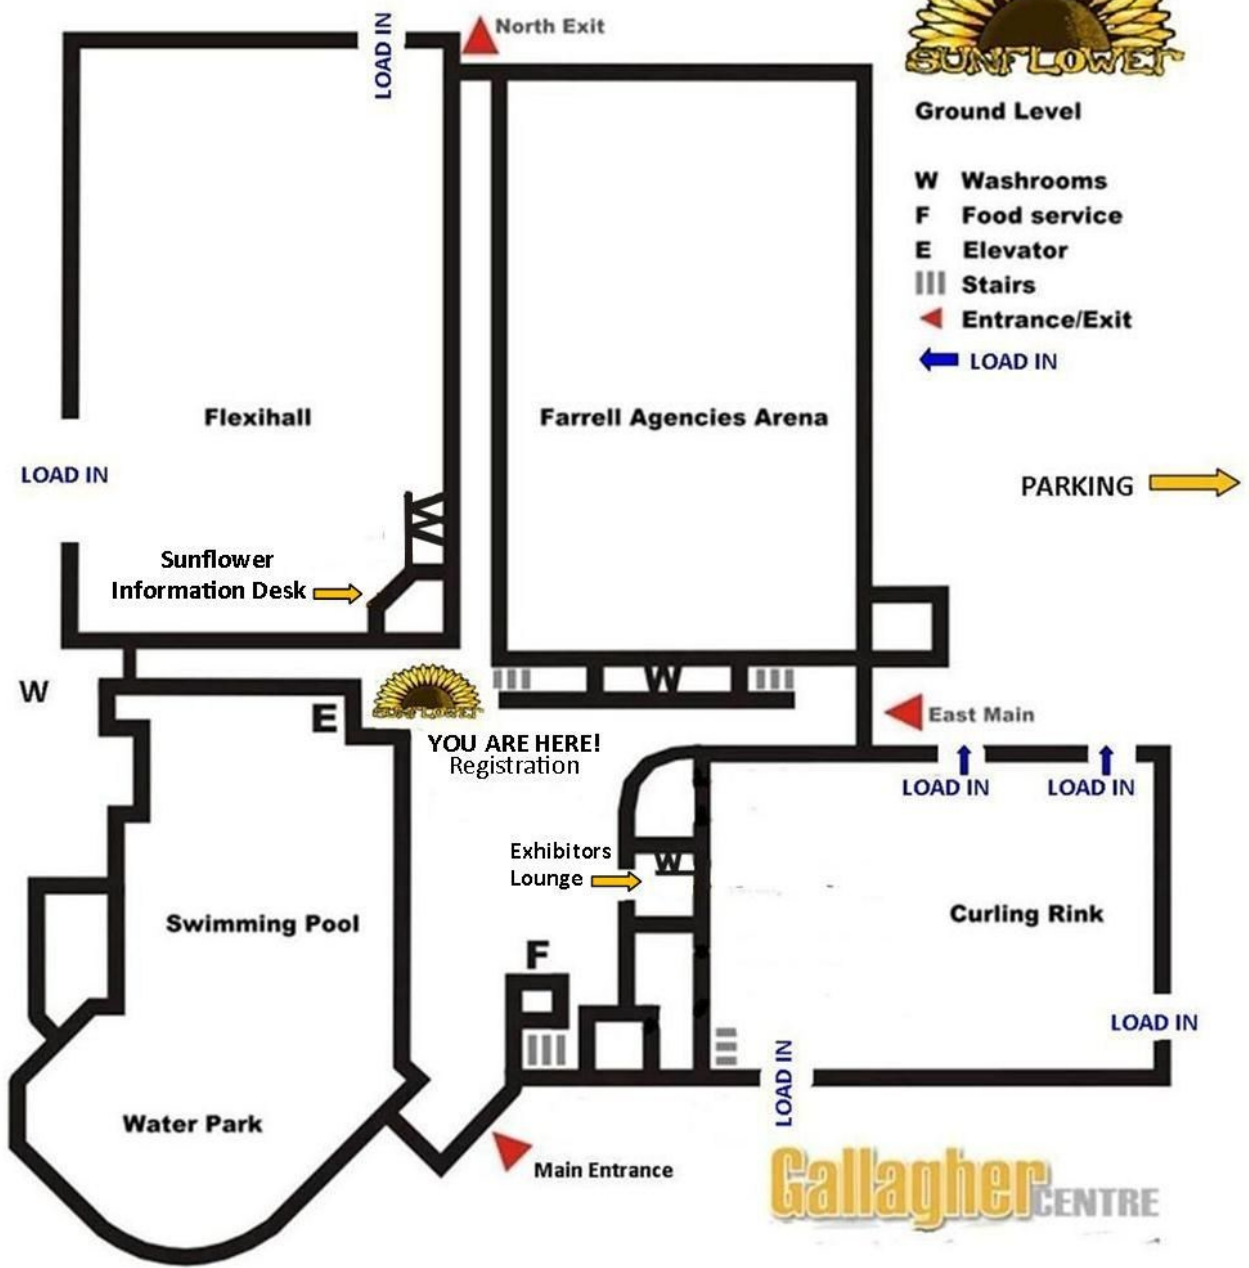 North Exit
LOAD IN
SUNFLOWER
Ground Level
W Washrooms
F Food service
E Elevator
Stairs
Entrance/Exit
LOAD IN
Flexihall
Farrell Agencies Arena
LOAD IN
PARKING
W
Sunflower
Information Desk
W
W
E
SUNFLOWER
East Main
YOU ARE HERE!
Registration
LOAD IN
LOAD IN
Exhibitors
Lounge
W
Swimming Pool
Curling Rink
F
LOAD IN
LOAD IN
Water Park
Main Entrance
Gallagher CENTRE